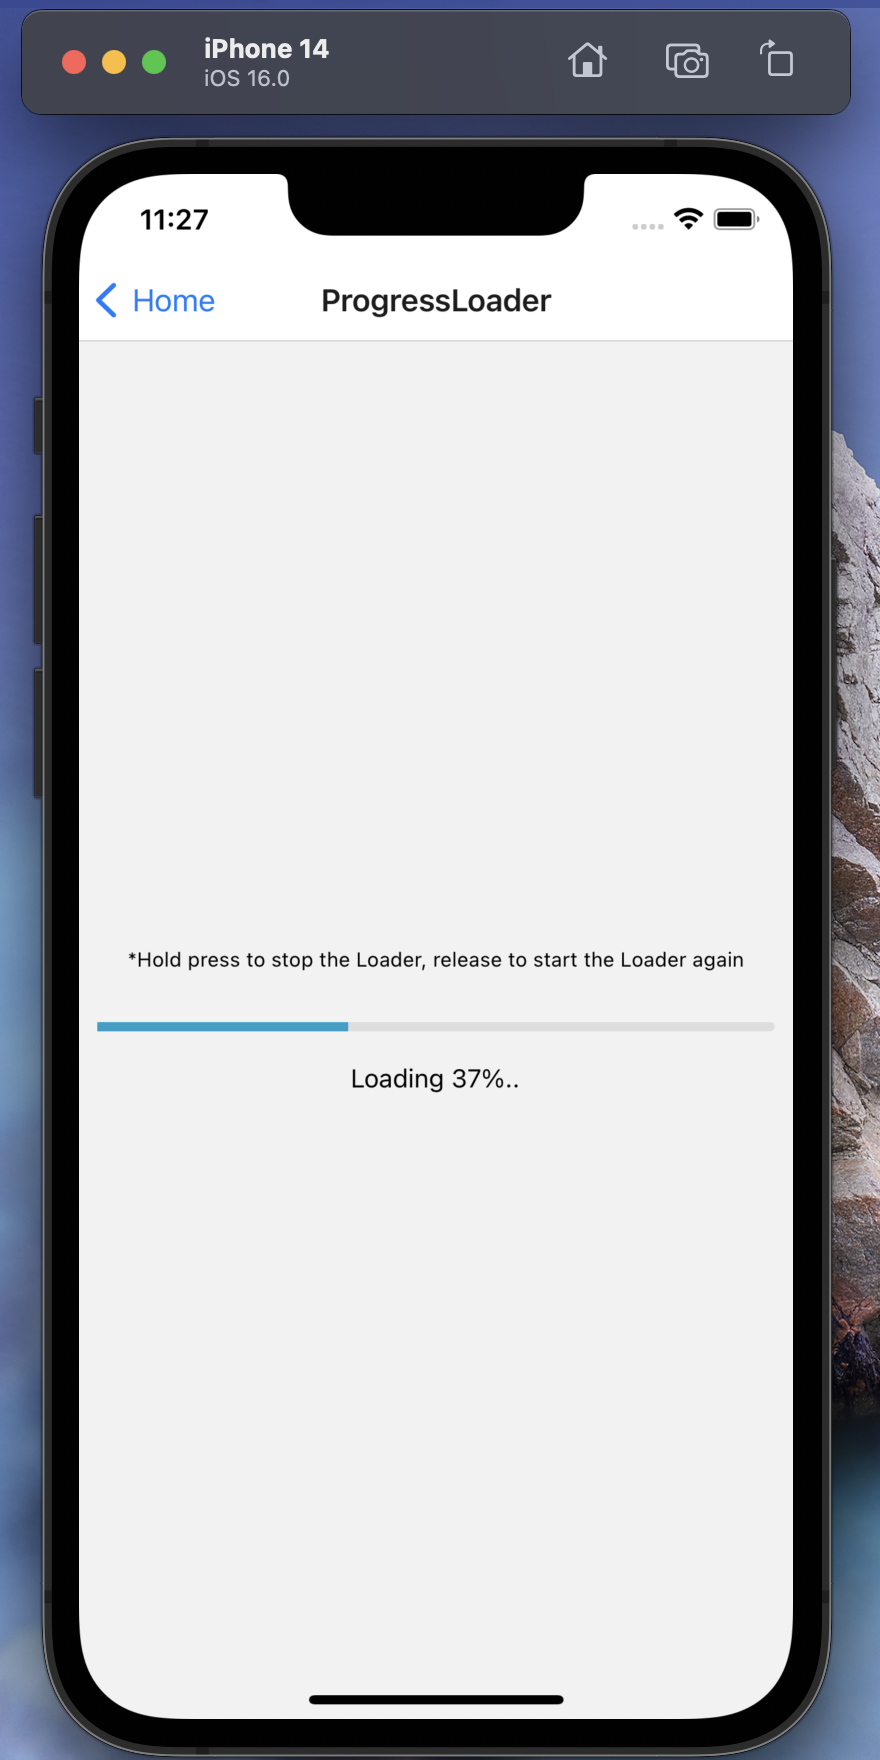 iPhone 14
iOS 16.0
11:27
Home ProgressLoader
*Hold press to stop the Loader, release to start the Loader again
Loading 37%..